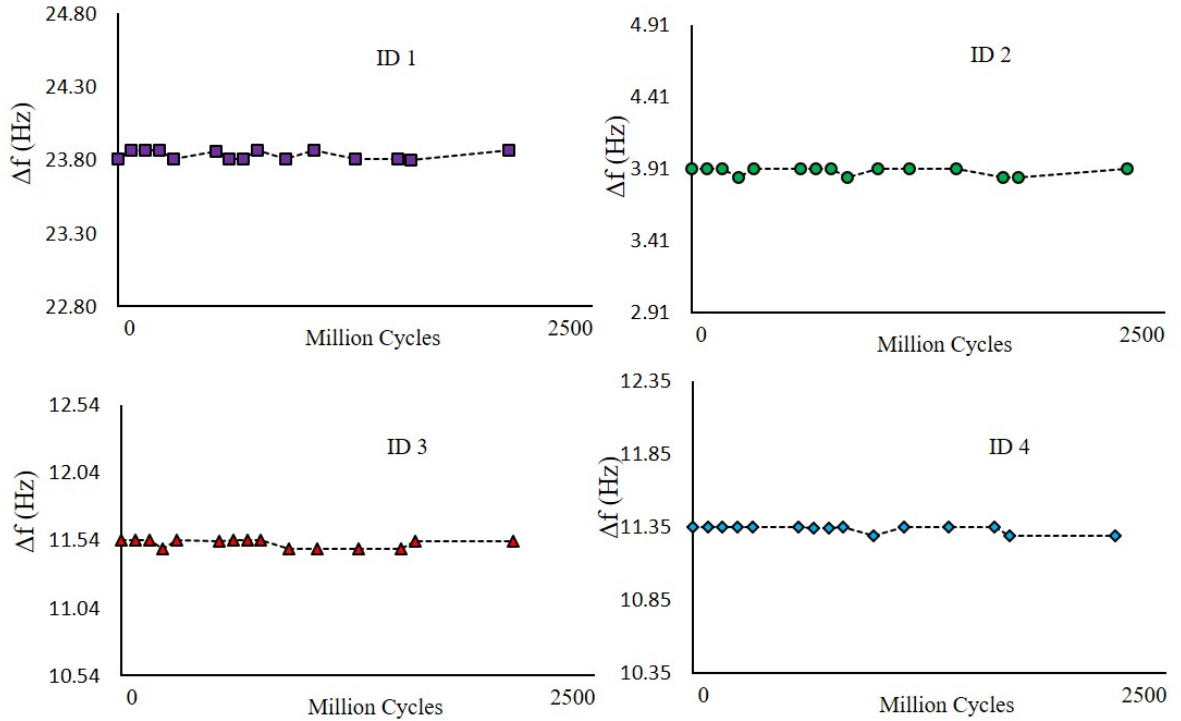 24.80
24.30
23.80
23.30
22.80
Δf (Hz)
ID 1
0
2500
Million Cycles
4.91
4.41
3.91
3.41
2.91
Δf (Hz)
ID 2
0
2500
Million Cycles
12.54
12.04
11.54
11.04
10.54
Δf (Hz)
ID 3
0
2500
Million Cycles
12.35
11.85
11.35
10.85
10.35
Δf (Hz)
ID 4
0
2500
Million Cycles